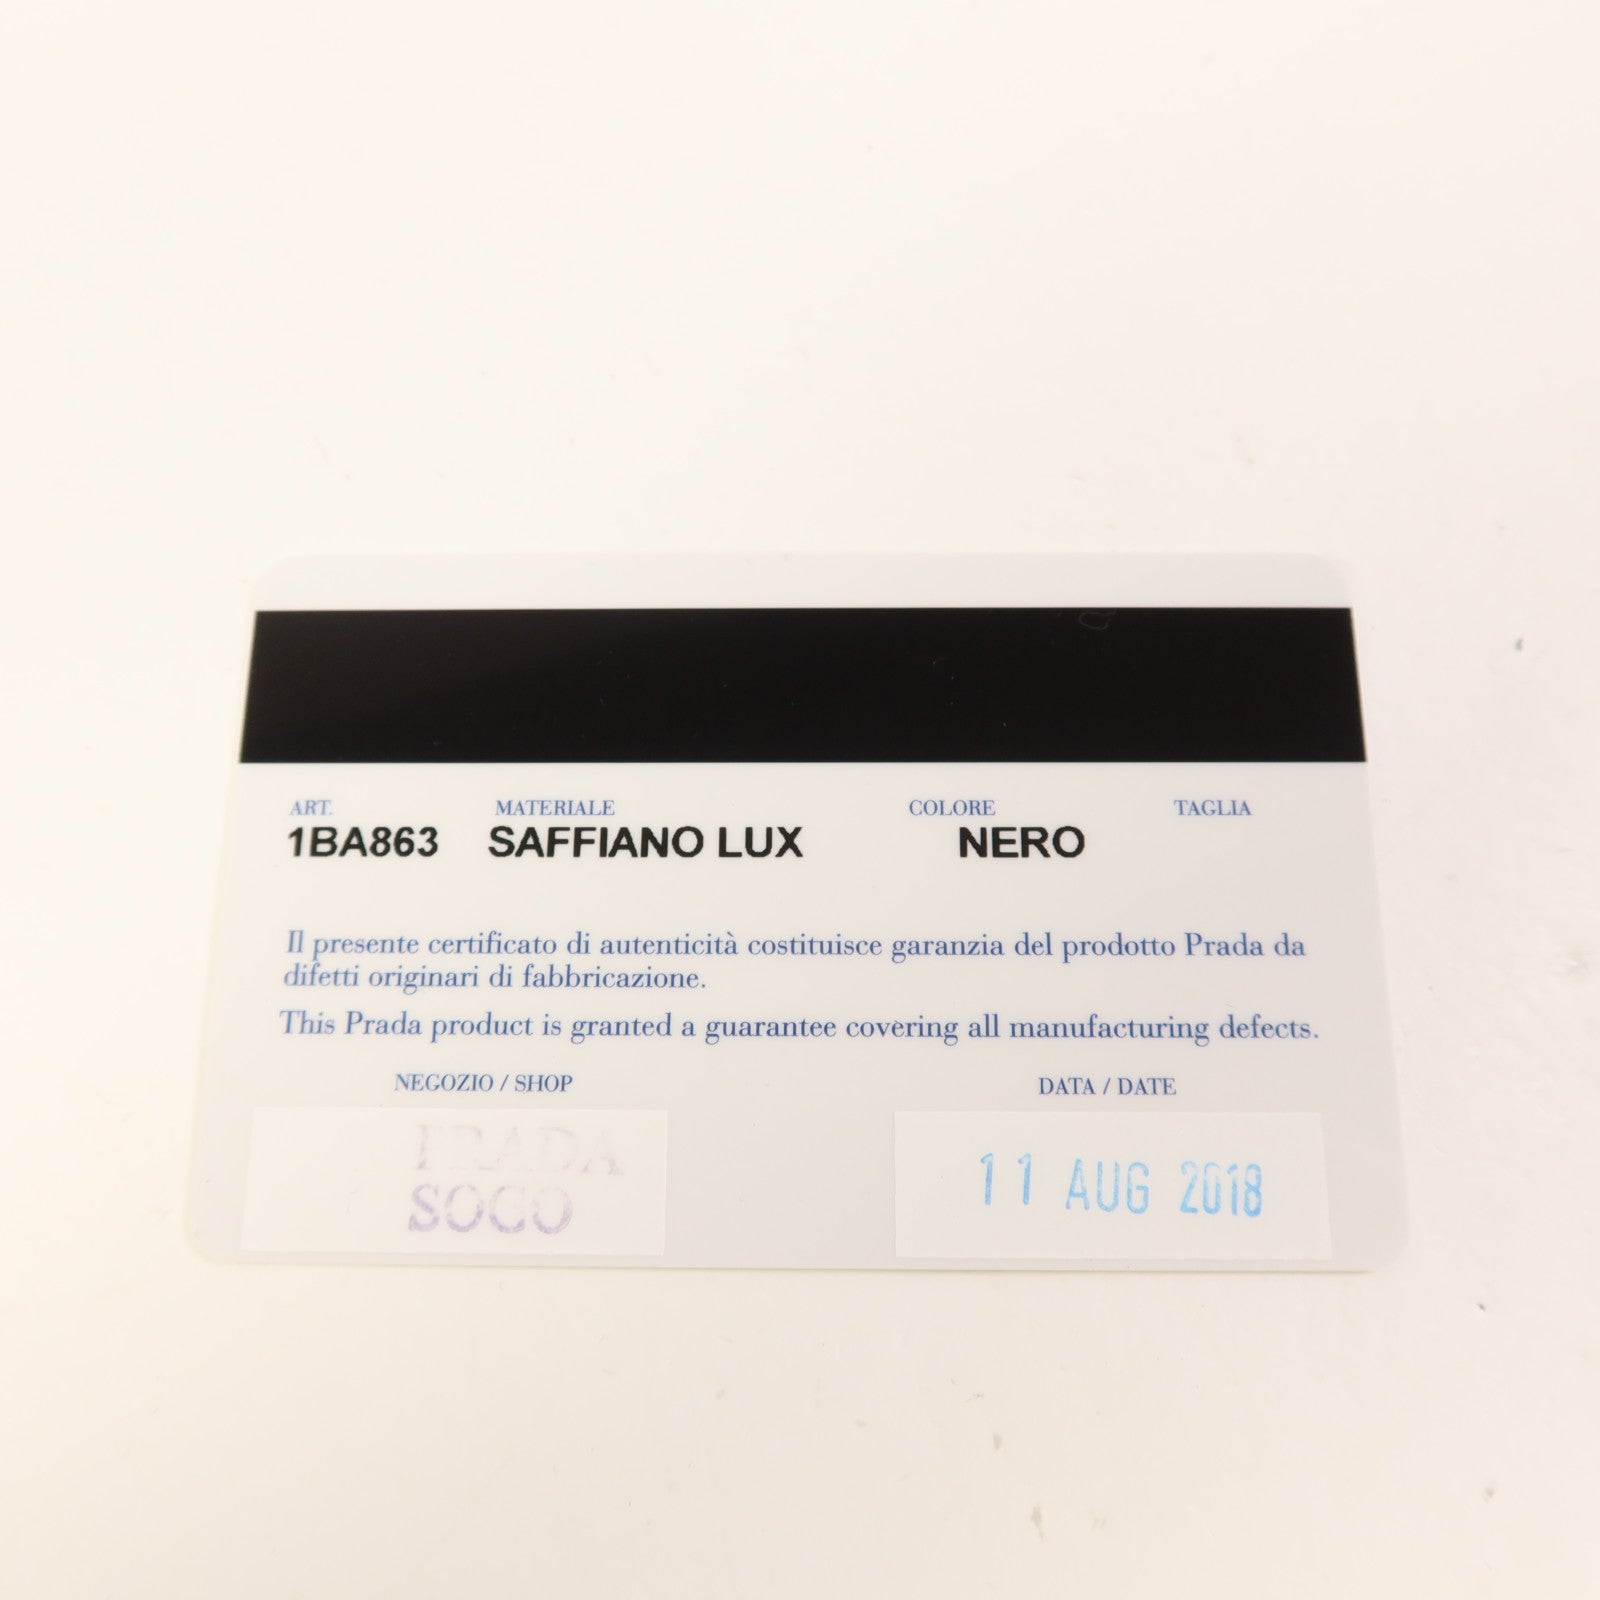 ART. MATERIALE COLORE TAGLIA
1BA863 SAFFIANO LUX NERO
Il presente certificato di autenticità costituisce garanzia del prodotto Prada da
difetti originari di fabbricazione.
This Prada product is granted a guarantee covering all manufacturing defects.
NEGOZIO / SHOP DATA / DATE
PRADA
SOGO
11 AUG 2018